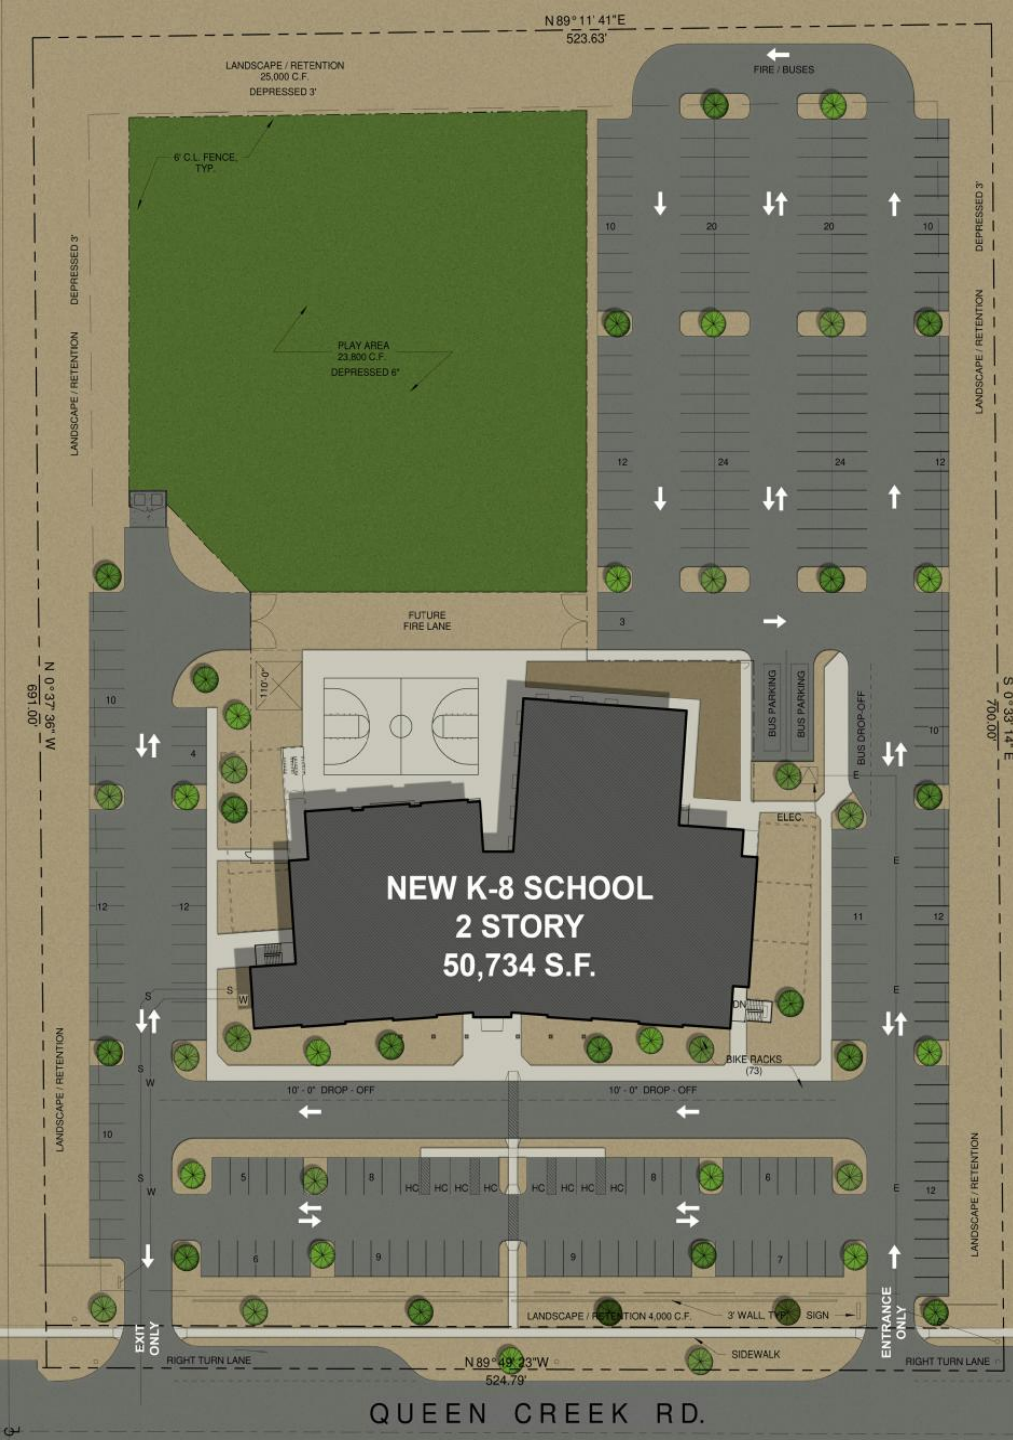 N 89° 11' 41"E
523.63'
LANDSCAPE / RETENTION
25,000 C.F.
DEPRESSED 3'
FIRE / BUSES
6' C.L. FENCE,
TYP.
10
20
20
10
DEPRESSED 3'
DEPRESSED 3'
LANDSCAPE / RETENTION
LANDSCAPE / RETENTION
PLAY AREA
23,800 C.F.
DEPRESSED 6"
12
24
24
12
FUTURE
FIRE LANE
3
N 0° 37' 36" W
691.00'
S 0° 33' 14" E
700.00'
110'-0"
10
4
BUS PARKING
BUS PARKING
BUS DROP-OFF
10
E
ELEC.
E
NEW K-8 SCHOOL
2 STORY
50,734 S.F.
12
12
11
12
S
S
W
E
DN
LANDSCAPE / RETENTION
BIKE RACKS
(73)
S
W
10' - 0" DROP - OFF
10' - 0" DROP - OFF
10
LANDSCAPE / RETENTION
5
8
HC
HC
HC
HC
HC
HC
HC
HC
8
6
S
W
E
12
6
9
9
7
LANDSCAPE / RETENTION 4,000 C.F.
3' WALL TYP.
SIGN
EXIT
ONLY
ENTRANCE
ONLY
SIDEWALK
RIGHT TURN LANE
N 89° 49' 23"W
524.79'
RIGHT TURN LANE
QUEEN CREEK RD.